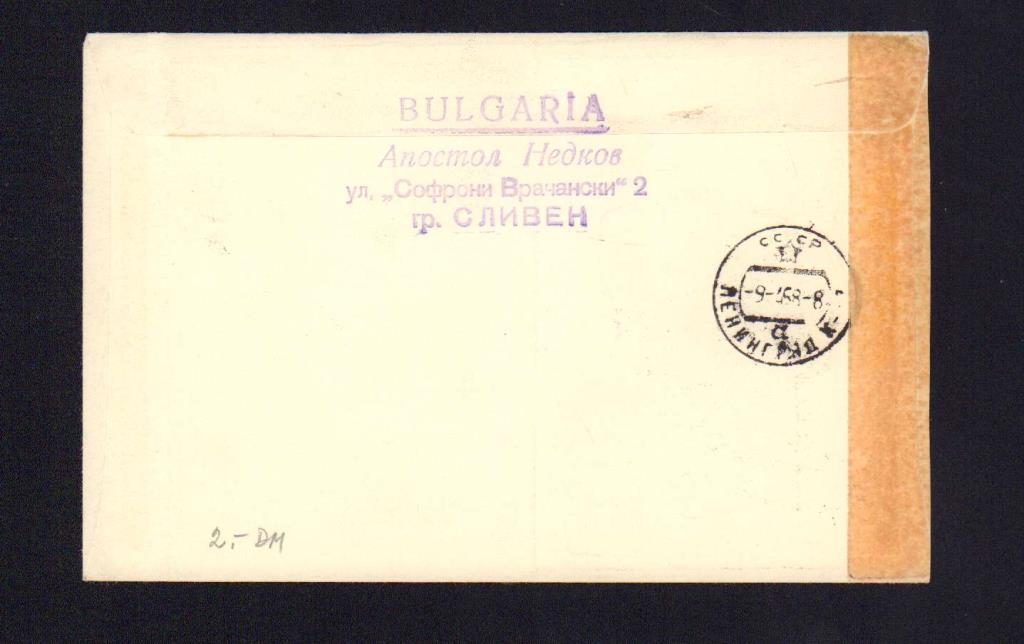 BULGARIA
Апостол Недков
ул. „Софрони Врачански“ 2
гр. СЛИВЕН
СССР
ЛЕНИНГРАД
2.- DM